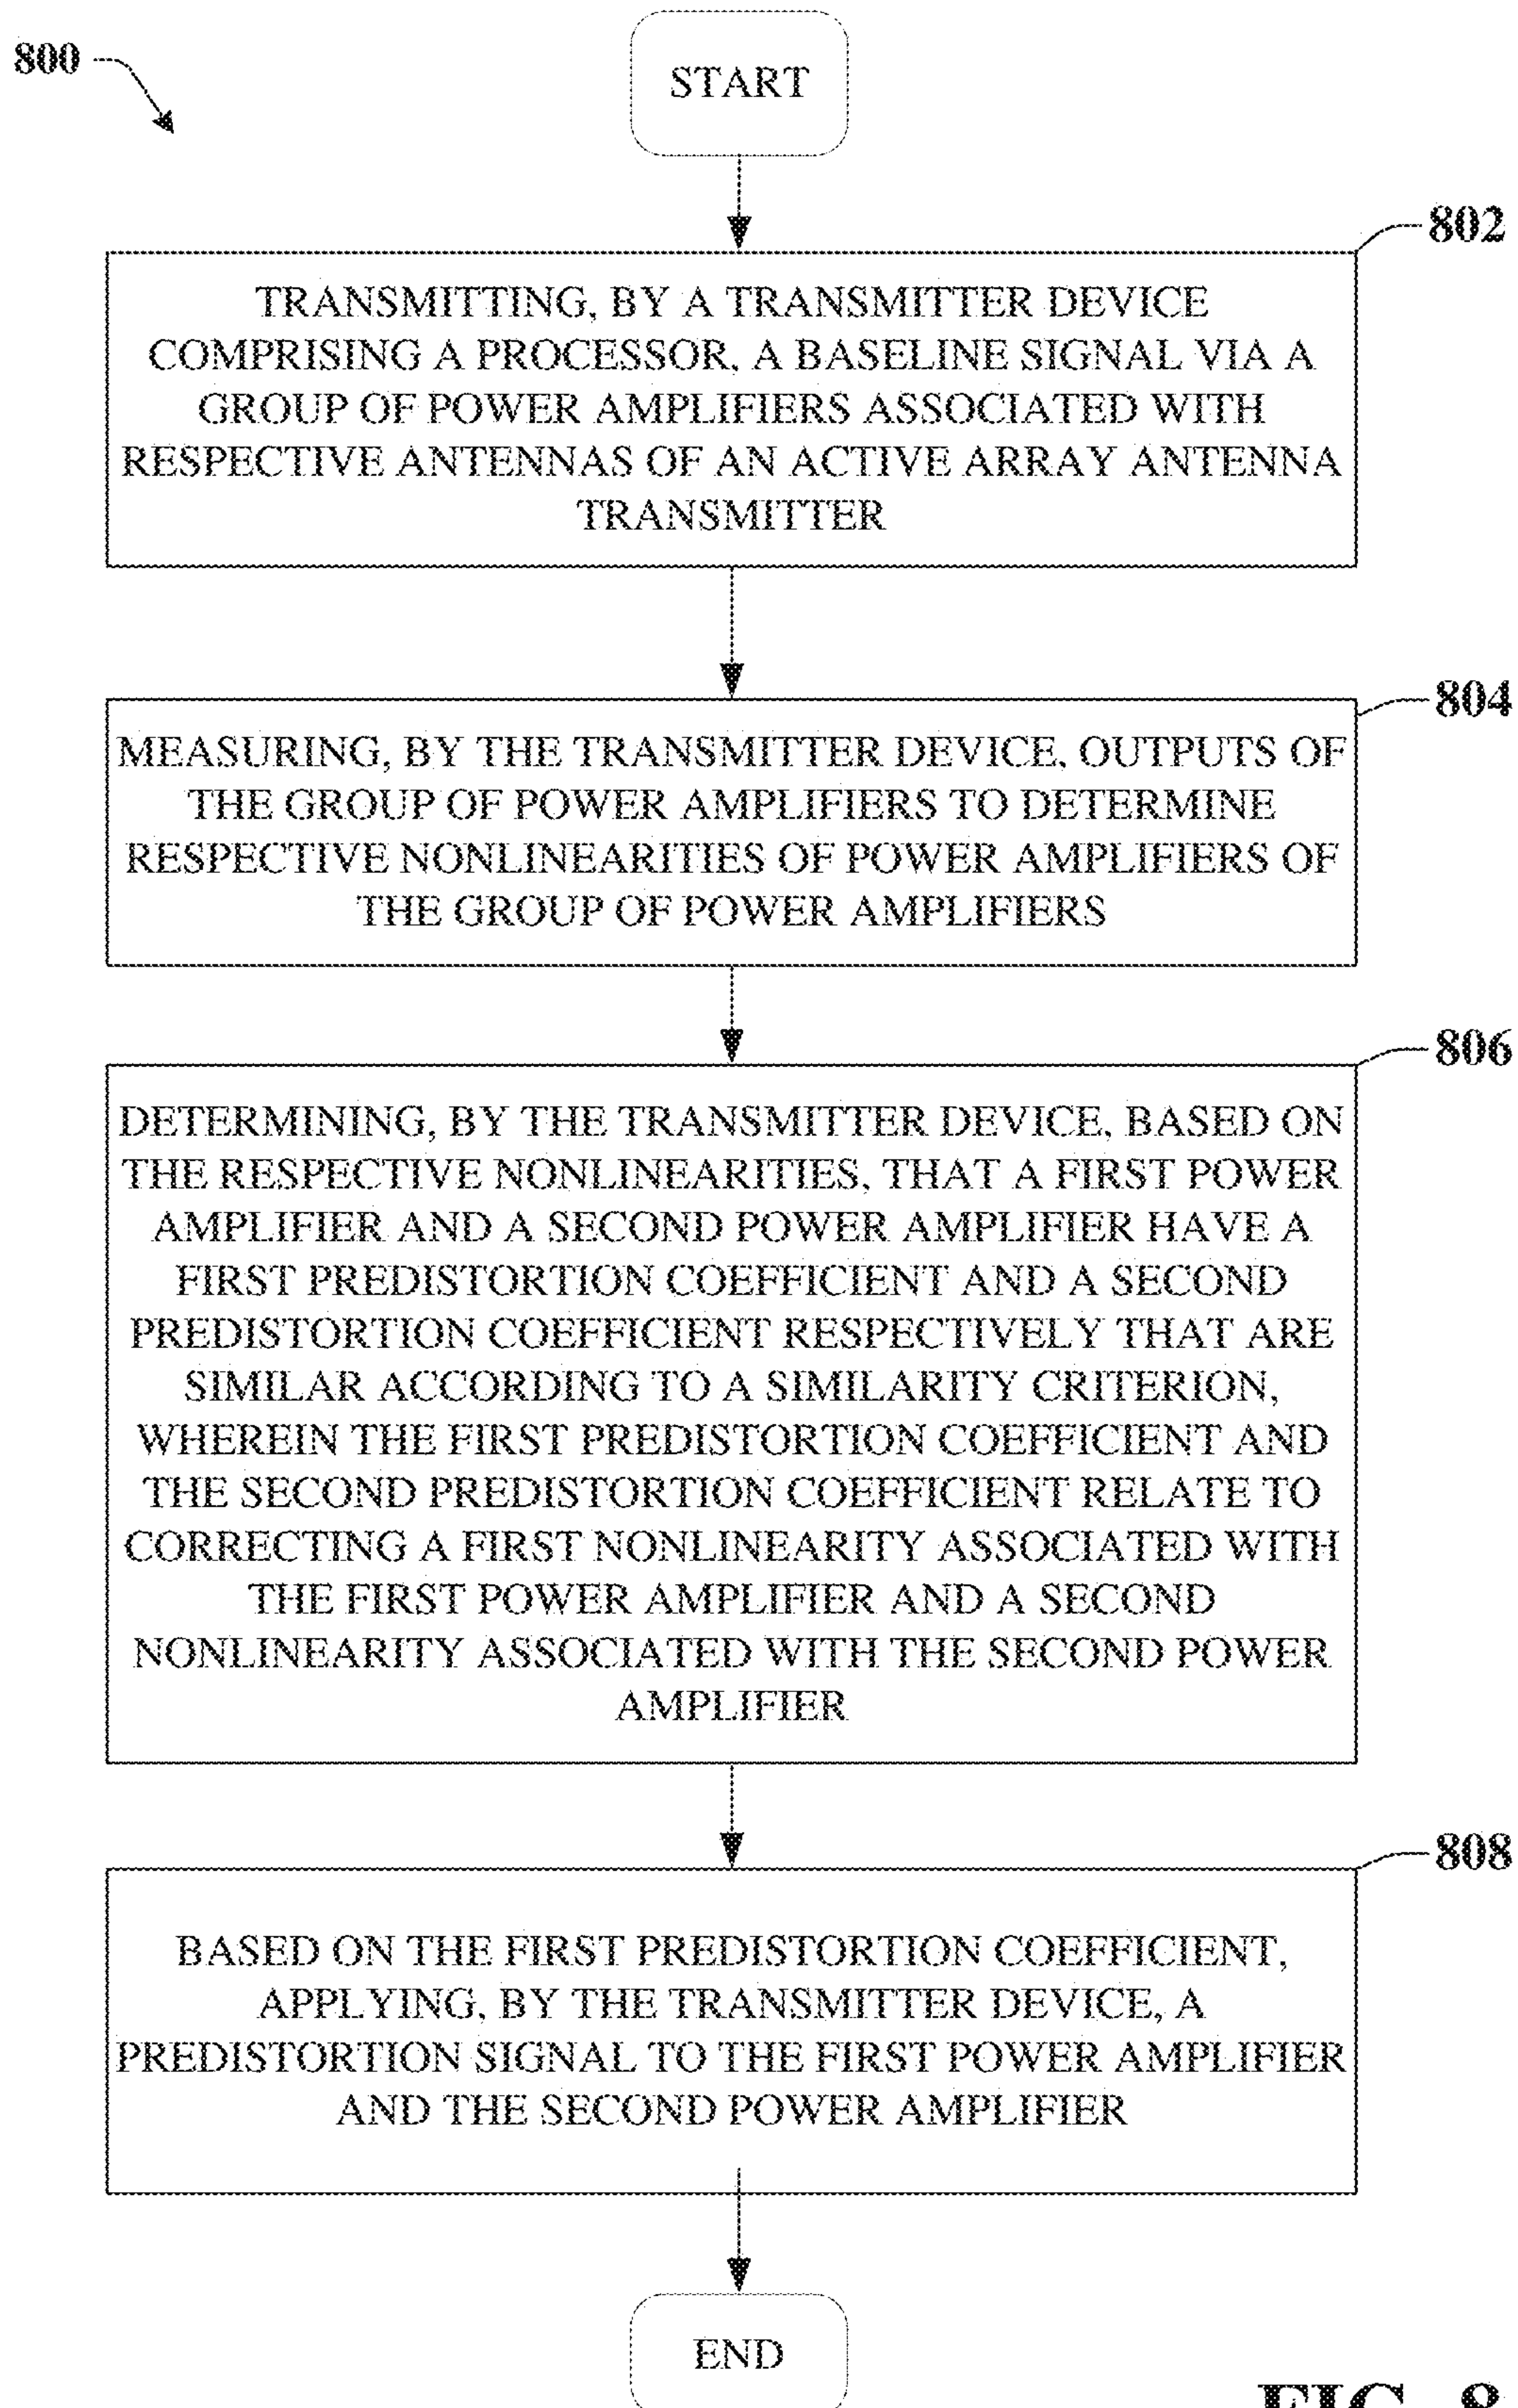 800
START
802
TRANSMITTING, BY A TRANSMITTER DEVICE
COMPRISING A PROCESSOR, A BASELINE SIGNAL VIA A
GROUP OF POWER AMPLIFIERS ASSOCIATED WITH
RESPECTIVE ANTENNAS OF AN ACTIVE ARRAY ANTENNA
TRANSMITTER
804
MEASURING, BY THE TRANSMITTER DEVICE, OUTPUTS OF
THE GROUP OF POWER AMPLIFIERS TO DETERMINE
RESPECTIVE NONLINEARITIES OF POWER AMPLIFIERS OF
THE GROUP OF POWER AMPLIFIERS
806
DETERMINING, BY THE TRANSMITTER DEVICE, BASED ON
THE RESPECTIVE NONLINEARITIES, THAT A FIRST POWER
AMPLIFIER AND A SECOND POWER AMPLIFIER HAVE A
FIRST PREDISTORTION COEFFICIENT AND A SECOND
PREDISTORTION COEFFICIENT RESPECTIVELY THAT ARE
SIMILAR ACCORDING TO A SIMILARITY CRITERION,
WHEREIN THE FIRST PREDISTORTION COEFFICIENT AND
THE SECOND PREDISTORTION COEFFICIENT RELATE TO
CORRECTING A FIRST NONLINEARITY ASSOCIATED WITH
THE FIRST POWER AMPLIFIER AND A SECOND
NONLINEARITY ASSOCIATED WITH THE SECOND POWER
AMPLIFIER
808
BASED ON THE FIRST PREDISTORTION COEFFICIENT,
APPLYING, BY THE TRANSMITTER DEVICE, A
PREDISTORTION SIGNAL TO THE FIRST POWER AMPLIFIER
AND THE SECOND POWER AMPLIFIER
END
FIG. 8